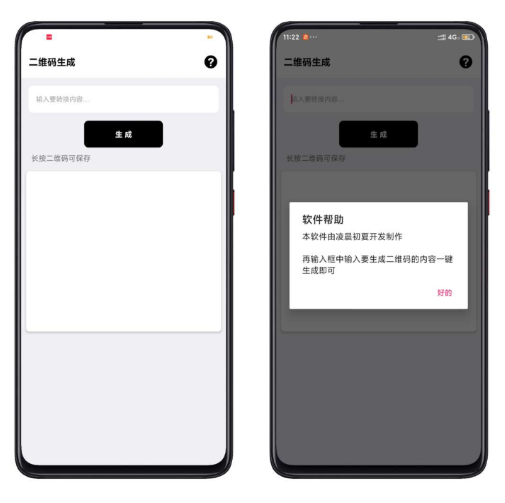 二维码生成
输入要转换内容...
生成
长按二维码可保存
11:22
4G
二维码生成
输入要转换内容...
生成
长按二维码可保存
软件帮助
本软件由凌晨初夏开发制作
再输入框中输入要生成二维码的内容一键
生成即可
好的